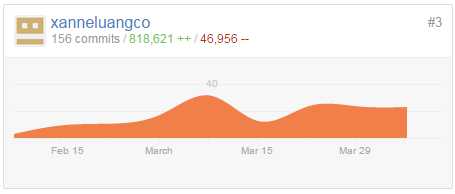 xanneluangco #3
156 commits / 818,621 ++ / 46,956 --
40
Feb 15 March Mar 15 Mar 29